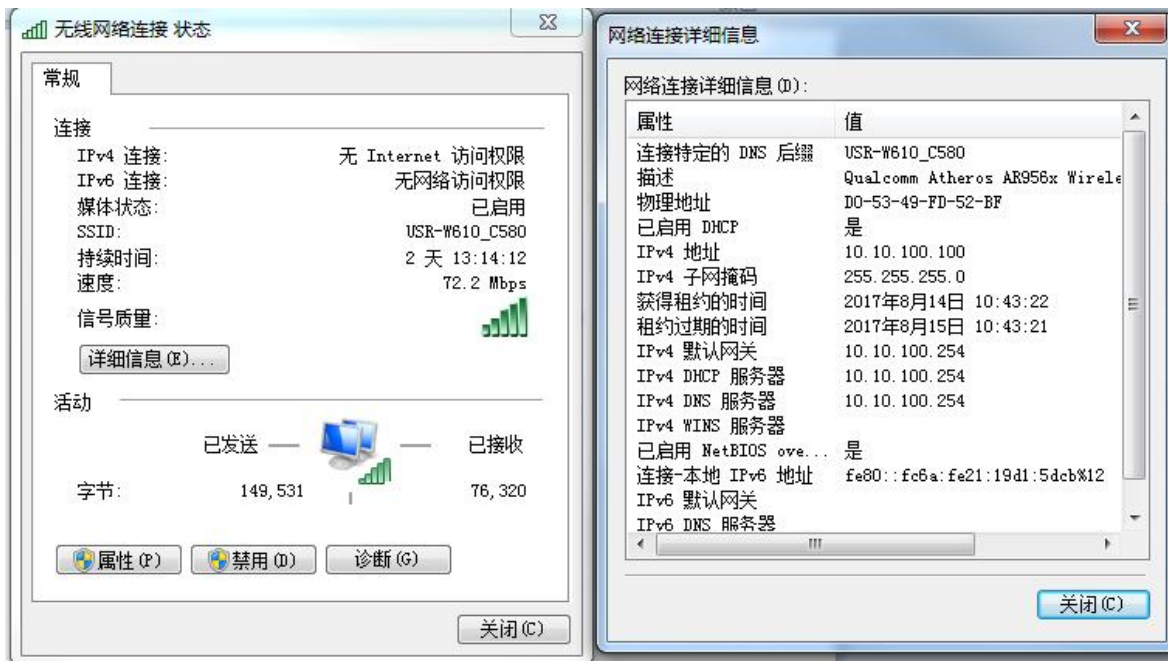 无线网络连接 状态
常规
连接
IPv4 连接: 无 Internet 访问权限
IPv6 连接: 无网络访问权限
媒体状态: 已启用
SSID: USR-W610_C580
持续时间: 2 天 13:14:12
速度: 72.2 Mbps
信号质量:
详细信息(E)...
活动
已发送 — — 已接收
字节: 149,531 76,320
属性(P) 禁用(D) 诊断(G)
关闭(C)
网络连接详细信息
网络连接详细信息(D):
属性 值
连接特定的 DNS 后缀 USR-W610_C580
描述 Qualcomm Atheros AR956x Wirele
物理地址 D0-53-49-FD-52-BF
已启用 DHCP 是
IPv4 地址 10.10.100.100
IPv4 子网掩码 255.255.255.0
获得租约的时间 2017年8月14日 10:43:22
租约过期的时间 2017年8月15日 10:43:21
IPv4 默认网关 10.10.100.254
IPv4 DHCP 服务器 10.10.100.254
IPv4 DNS 服务器 10.10.100.254
IPv4 WINS 服务器
已启用 NetBIOS ove... 是
连接-本地 IPv6 地址 fe80::fc6a:fe21:19d1:5dcb%12
IPv6 默认网关
IPv6 DNS 服务器
关闭(C)